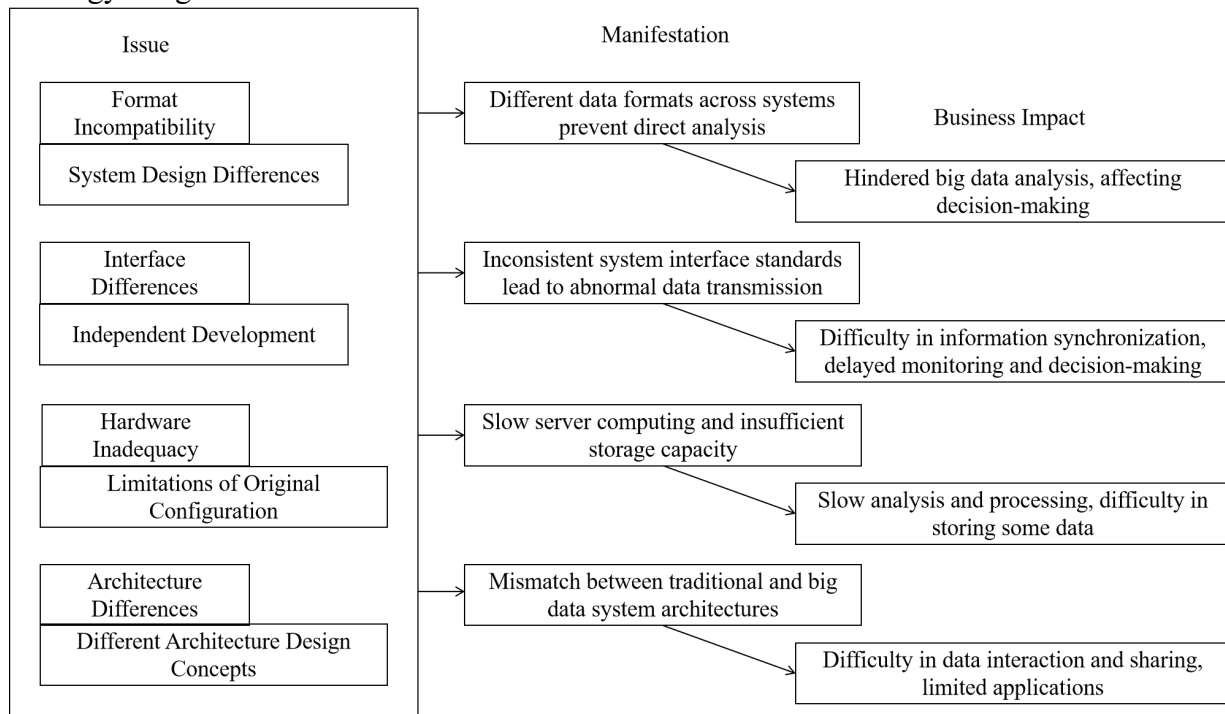 Issue
Manifestation
Business Impact
Format
Incompatibility
System Design Differences
Different data formats across systems
prevent direct analysis
Hindered big data analysis, affecting
decision-making
Interface
Differences
Independent Development
Inconsistent system interface standards
lead to abnormal data transmission
Difficulty in information synchronization,
delayed monitoring and decision-making
Hardware
Inadequacy
Limitations of Original
Configuration
Slow server computing and insufficient
storage capacity
Slow analysis and processing, difficulty in
storing some data
Architecture
Differences
Different Architecture Design
Concepts
Mismatch between traditional and big
data system architectures
Difficulty in data interaction and sharing,
limited applications